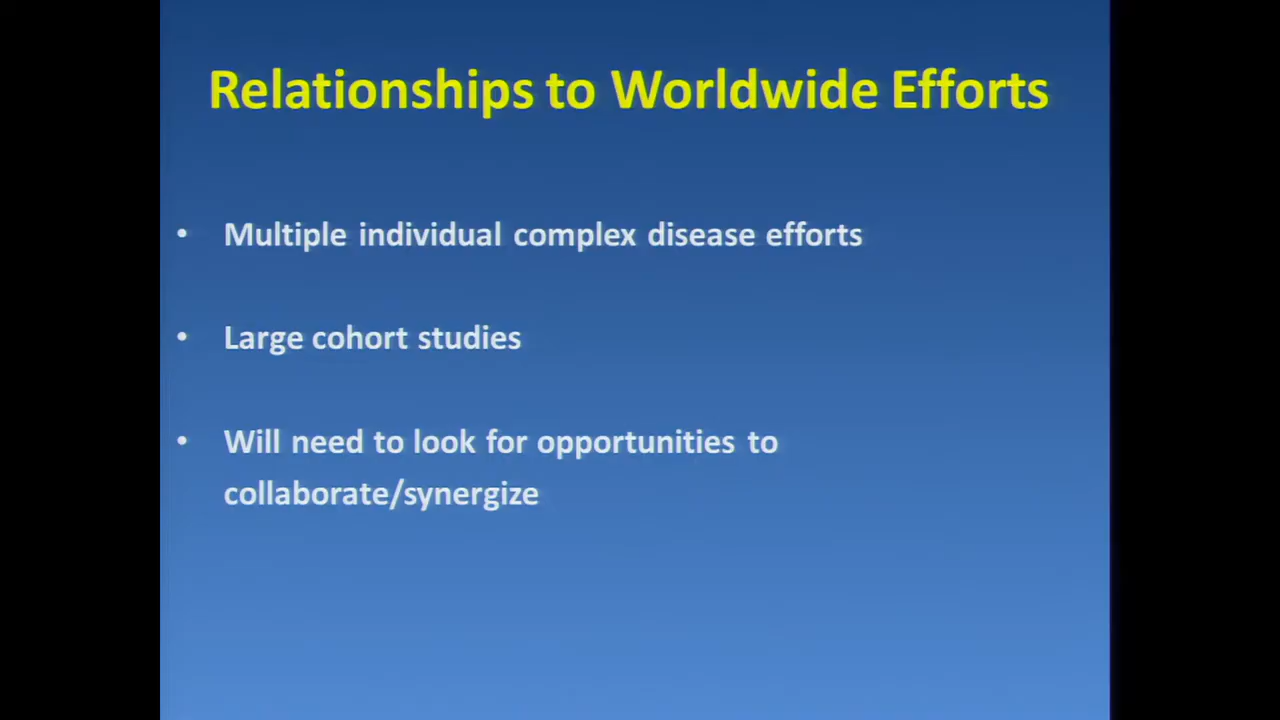 Relationships to Worldwide Efforts
• Multiple individual complex disease efforts
• Large cohort studies
• Will need to look for opportunities to
collaborate/synergize